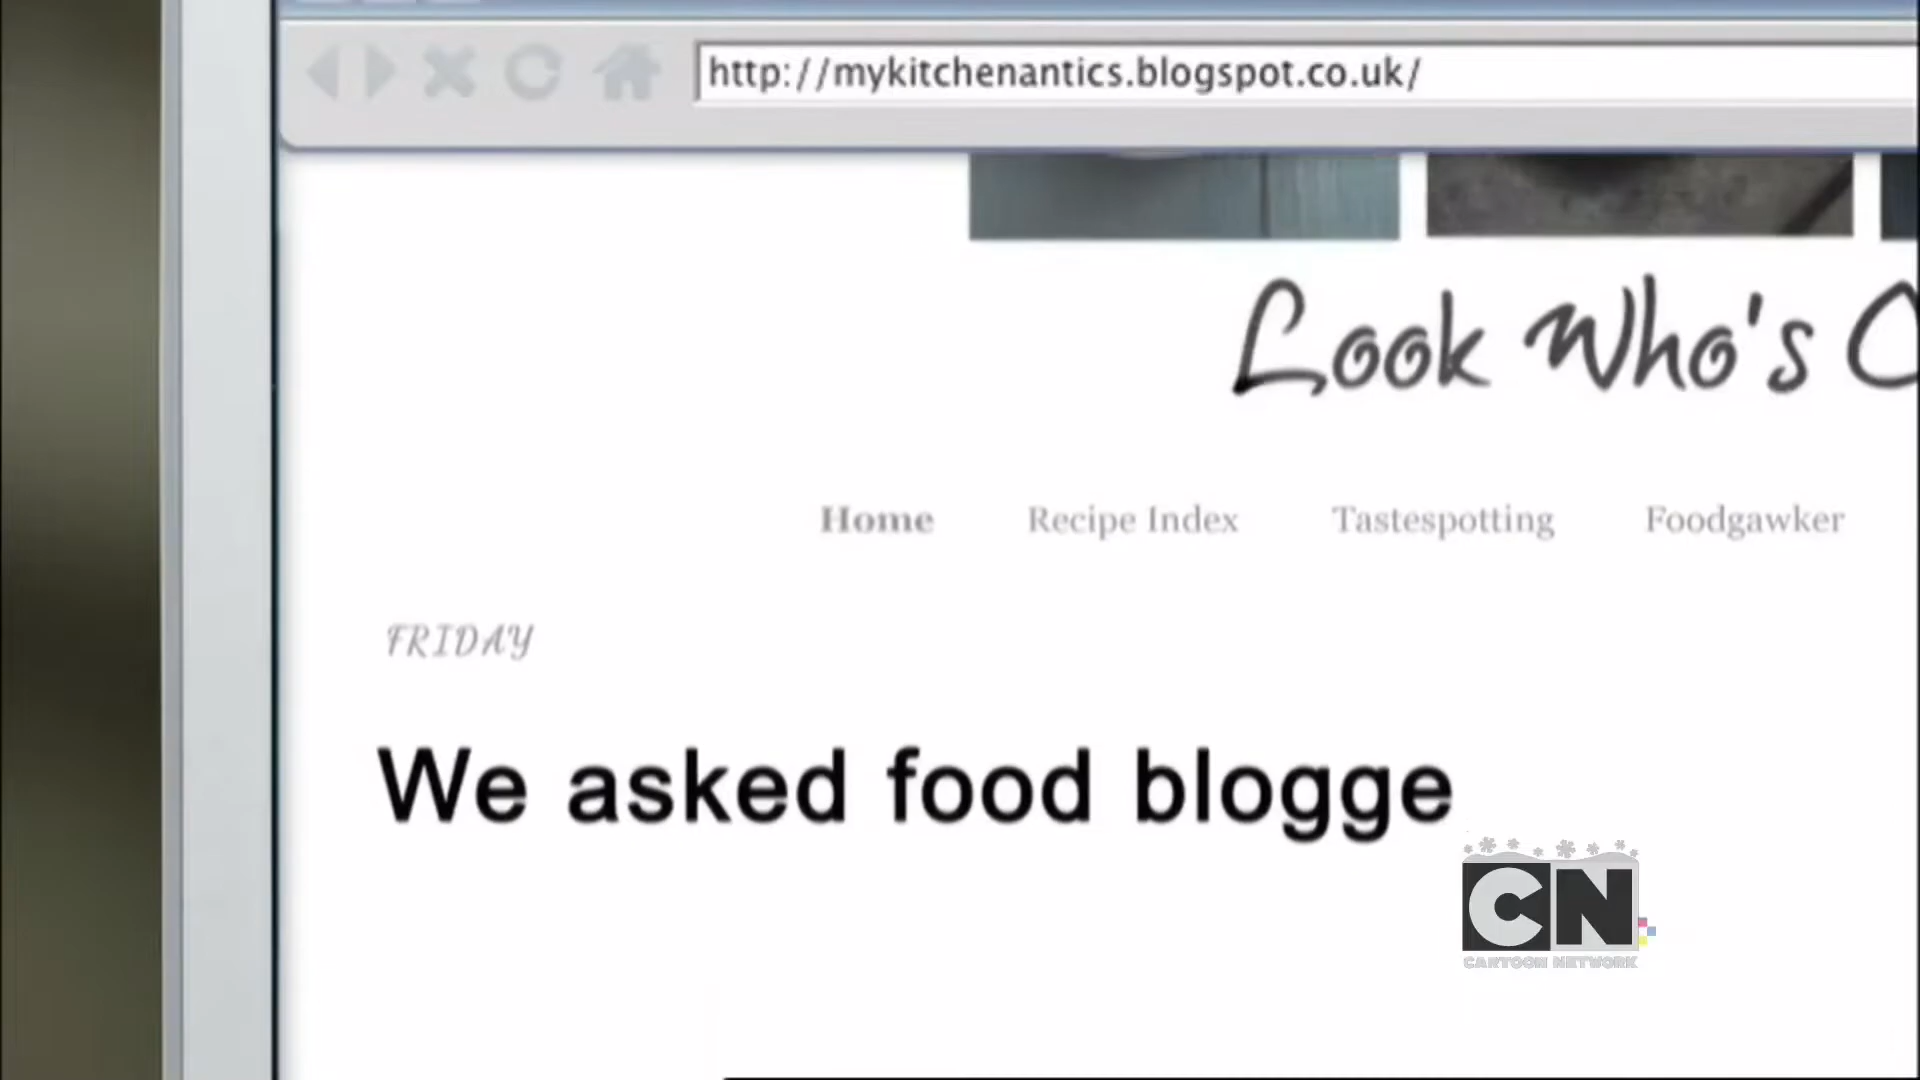 http://mykitchenantics.blogspot.co.uk/
Look Who's C
Home Recipe Index Tastespotting Foodgawker
FRIDAY
We asked food blogge
CN
CARTOON NETWORK